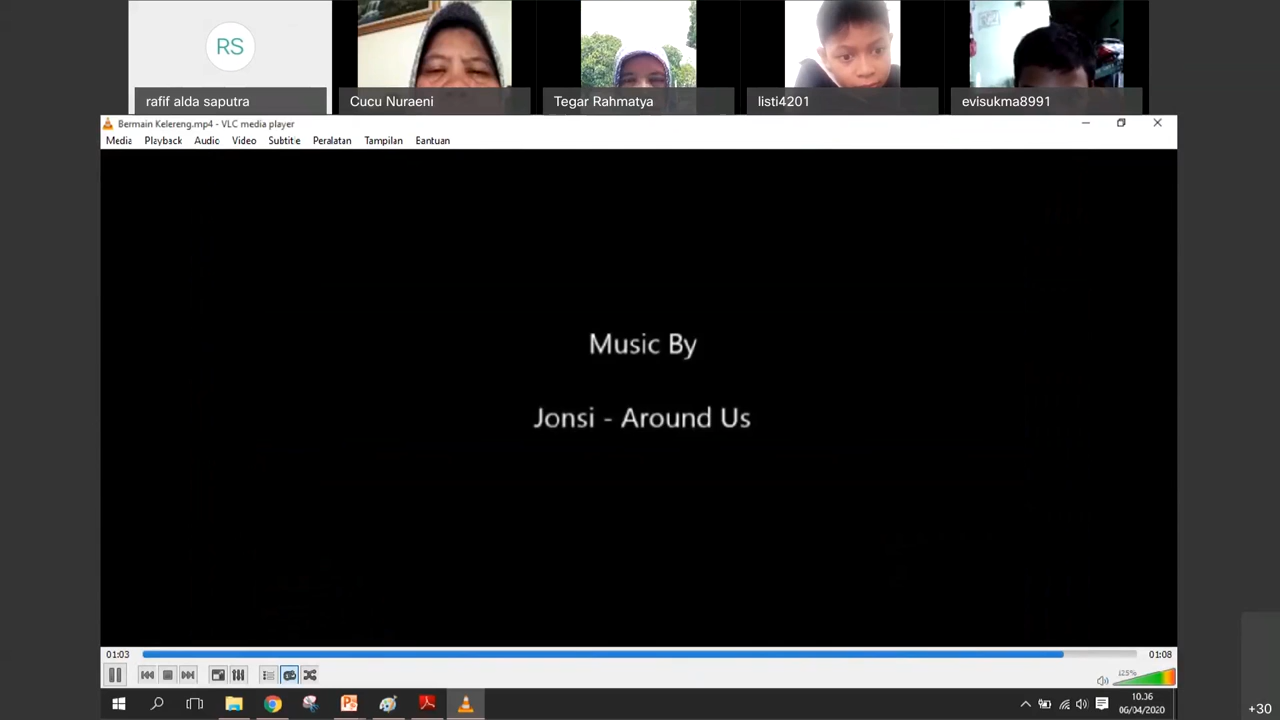 RS
rafif alda saputra
Cucu Nuraeni
Tegar Rahmatya
listi4201
evisukma8991
Bermain Kelereng.mp4 - VLC media player
Media Playback Audio Video Subtitle Peralatan Tampilan Bantuan
Music By
Jonsi - Around Us
01:03
01:08
125%
10.36
06/04/2020
+30